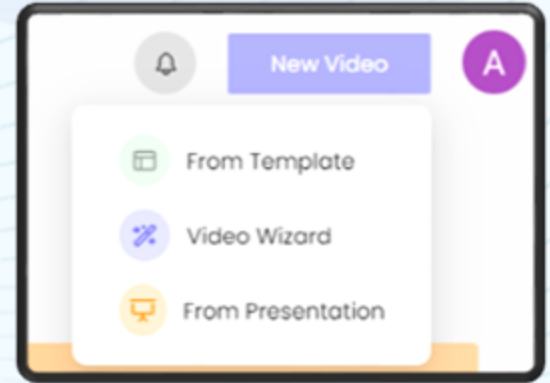 New Video
A
From Template
Video Wizard
From Presentation